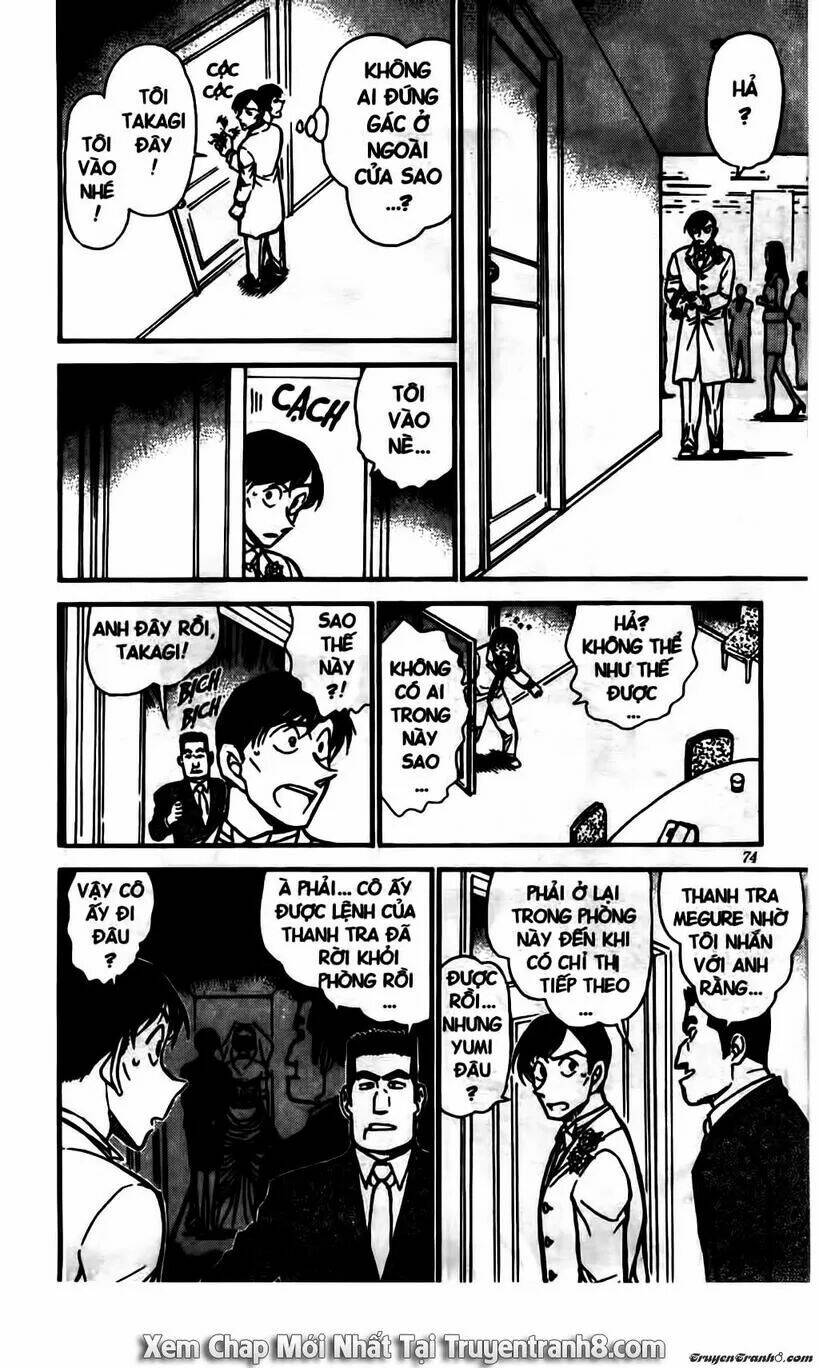 HẢ
?
KHÔNG
AI ĐỨNG
GÁC Ở
NGOÀI
CỬA SAO
...?
CỘC
CỘC
TÔI
TAKAGI
ĐÂY
!
TÔI
VÀO
NHÉ
!
TÔI
VÀO
NÈ...
CẠCH
HẢ?
KHÔNG THỂ
NHƯ THẾ
ĐƯỢC
...
KHÔNG
CÓ AI
TRONG
NÀY
SAO
...
SAO
THẾ
NÀY
?!
ANH ĐÂY RỒI,
TAKAGI!
BỊCH
BỊCH
74
THANH TRA
MEGURE NHỜ
TÔI NHẮN
VỚI ANH
RẰNG...
PHẢI Ở LẠI
TRONG PHÒNG
NÀY ĐẾN KHI
CÓ CHỈ THỊ
TIẾP THEO
...
ĐƯỢC
RỒI...
NHƯNG
YUMI
ĐÂU
?
À PHẢI... CÔ ẤY
ĐƯỢC LỆNH CỦA
THANH TRA ĐÃ
RỜI KHỎI
PHÒNG RỒI
...
VẬY CÔ
ẤY ĐI
ĐÂU
?
Xem Chap Mới Nhất Tại Truyentranh8.com
TruyenTranh8.com